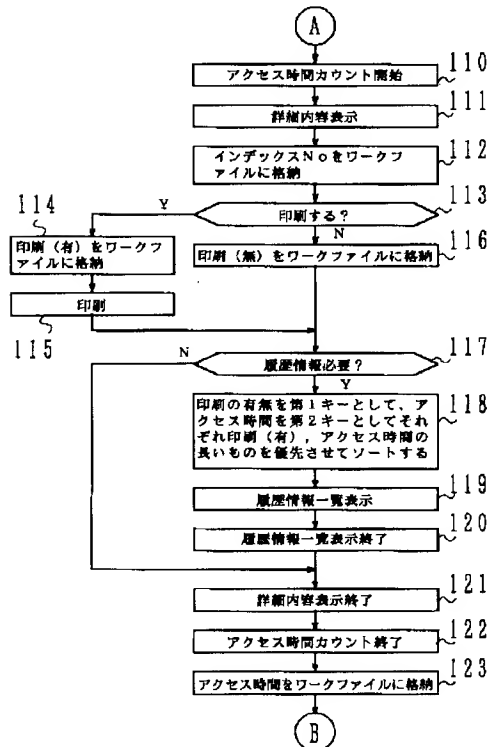 A
110
アクセス時間カウント開始
111
詳細内容表示
112
インデックスNoをワークフ
ァイルに格納
113
印刷する?
Y
N
114
印刷(有)をワークフ
ァイルに格納
115
印刷
116
印刷(無)をワークファイルに格納
117
履歴情報必要?
N
Y
118
印刷の有無を第1キーとして、ア
クセス時間を第2キーとしてそれ
ぞれ印刷(有),アクセス時間の
長いものを優先させてソートする
119
履歴情報一覧表示
120
履歴情報一覧表示終了
121
詳細内容表示終了
122
アクセス時間カウント終了
123
アクセス時間をワークファイルに格納
B